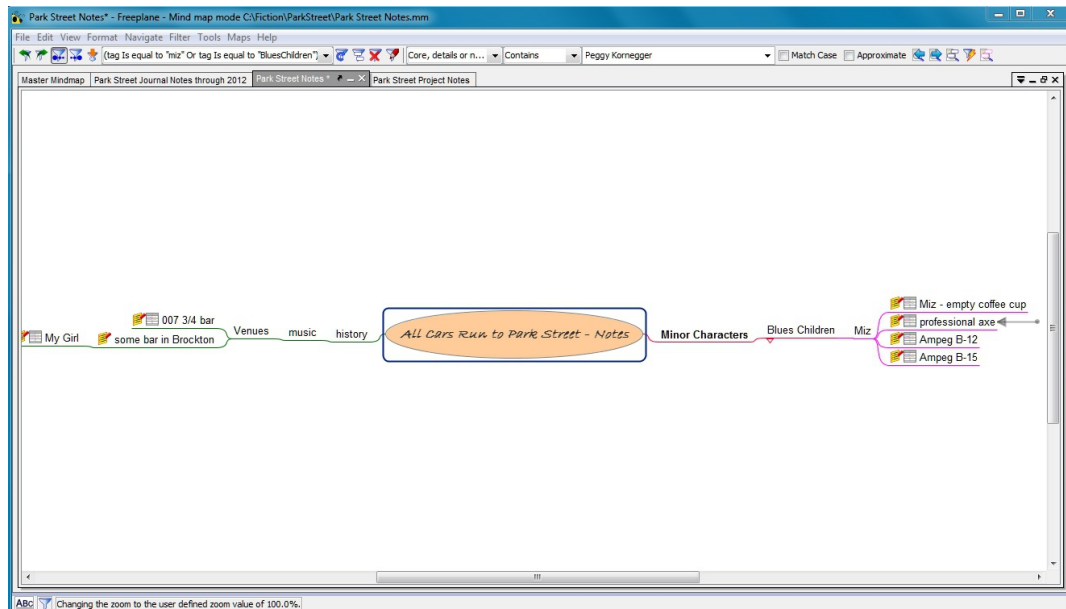 Park Street Notes* - Freeplane - Mind map mode C:\Fiction\ParkStreet\Park Street Notes.mm
File Edit View Format Navigate Filter Tools Maps Help
(tag Is equal to "miz" Or tag Is equal to "BluesChildren") Core, details or n... Contains Peggy Kornegger Match Case Approximate
Master Mindmap Park Street Journal Notes through 2012 Park Street Notes * Park Street Project Notes
Miz - empty coffee cup
007 3/4 bar professional axe
My Girl some bar in Brockton Venues music history All Cars Run to Park Street - Notes Minor Characters Blues Children Miz
Ampeg B-12
Ampeg B-15
ABC Changing the zoom to the user defined zoom value of 100.0%.